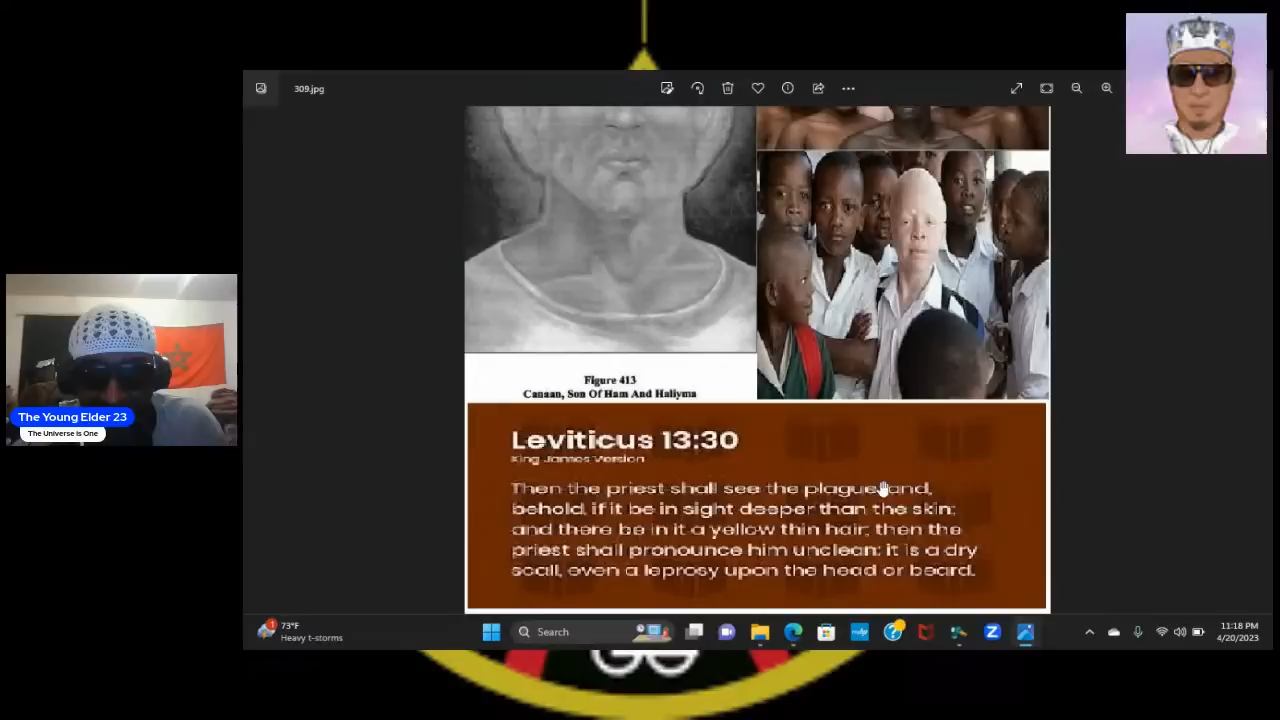 309.jpg
Figure 413
Canaan, Son Of Ham And Haliyma
Leviticus 13:30
King James Version
Then the priest shall see the plague: and,
behold, if it be in sight deeper than the skin;
and there be in it a yellow thin hair; then the
priest shall pronounce him unclean: it is a dry
scall, even a leprosy upon the head or beard.
The Young Elder 23
The Universe is One
1
73°F
Heavy t-storms
Search
11:18 PM
4/20/2023